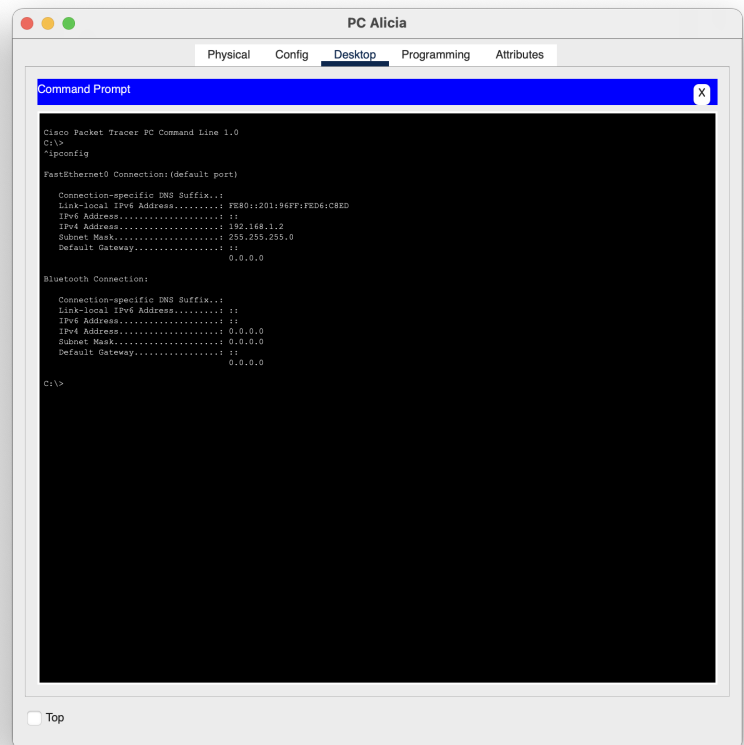 PC Alicia
Physical Config Desktop Programming Attributes
Command Prompt
X
Cisco Packet Tracer PC Command Line 1.0
C:\>
^ipconfig
FastEthernet0 Connection:(default port)
Connection-specific DNS Suffix..:
Link-local IPv6 Address.........: FE80::201:96FF:FED6:C8ED
IPv6 Address....................: ::
IPv4 Address....................: 192.168.1.2
Subnet Mask.....................: 255.255.255.0
Default Gateway.................: ::
0.0.0.0
Bluetooth Connection:
Connection-specific DNS Suffix..:
Link-local IPv6 Address.........: ::
IPv6 Address....................: ::
IPv4 Address....................: 0.0.0.0
Subnet Mask.....................: 0.0.0.0
Default Gateway.................: ::
0.0.0.0
C:\>
Top